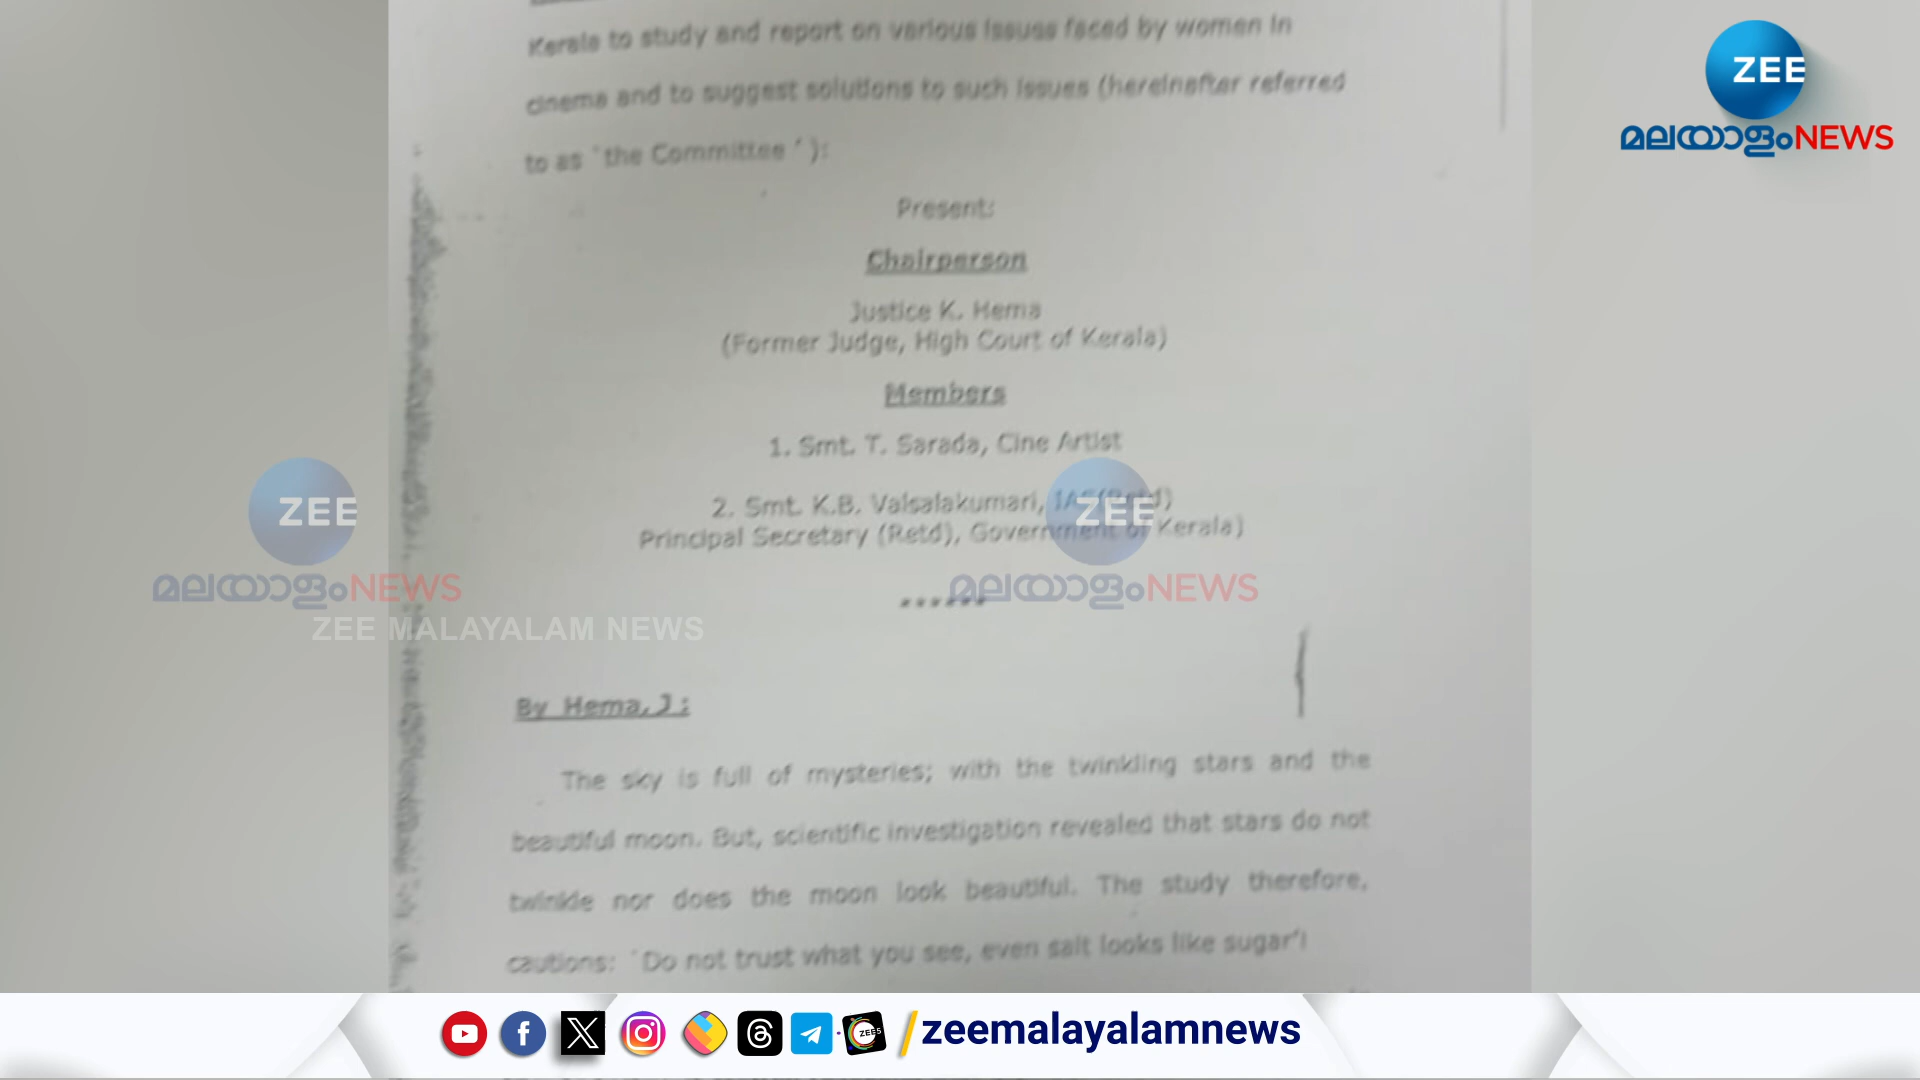 Kerala to study and report on various issues faced by women in
cinema and to suggest solutions to such issues (hereinafter referred
to as `the Committee ' ):
Present:
Chairperson
Justice K. Hema
(Former Judge, High Court of Kerala)
Members
1. Smt. T. Sarada, Cine Artist
2. Smt. K.B. Valsalakumari, IAS(Retd)
Principal Secretary (Retd), Government of Kerala)
******
By Hema, J :
The sky is full of mysteries; with the twinkling stars and the
beautiful moon. But, scientific investigation revealed that stars do not
twinkle nor does the moon look beautiful. The study therefore,
cautions: `Do not trust what you see, even salt looks like sugar'!
ZEE
മലയാളംNEWS
ZEE
മലയാളംNEWS
ZEE
മലയാളംNEWS
ZEE MALAYALAM NEWS
ZEE5
/zeemalayalamnews